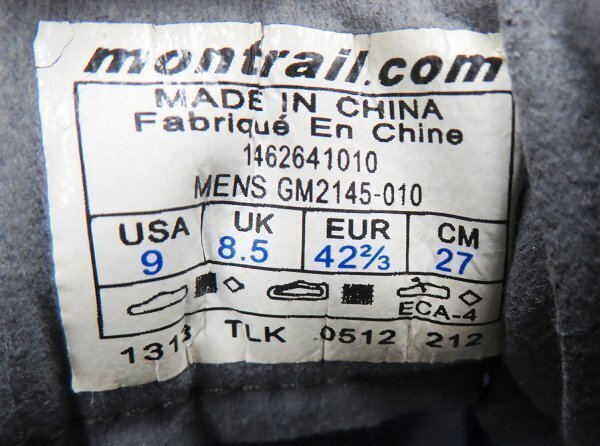 montrail.com
MADE IN CHINA
Fabriqué En Chine
1462641010
MENS GM2145-010
USA UK EUR CM
9 8.5 42⅔ 27
ECA-4
1313 TLK 0512 212